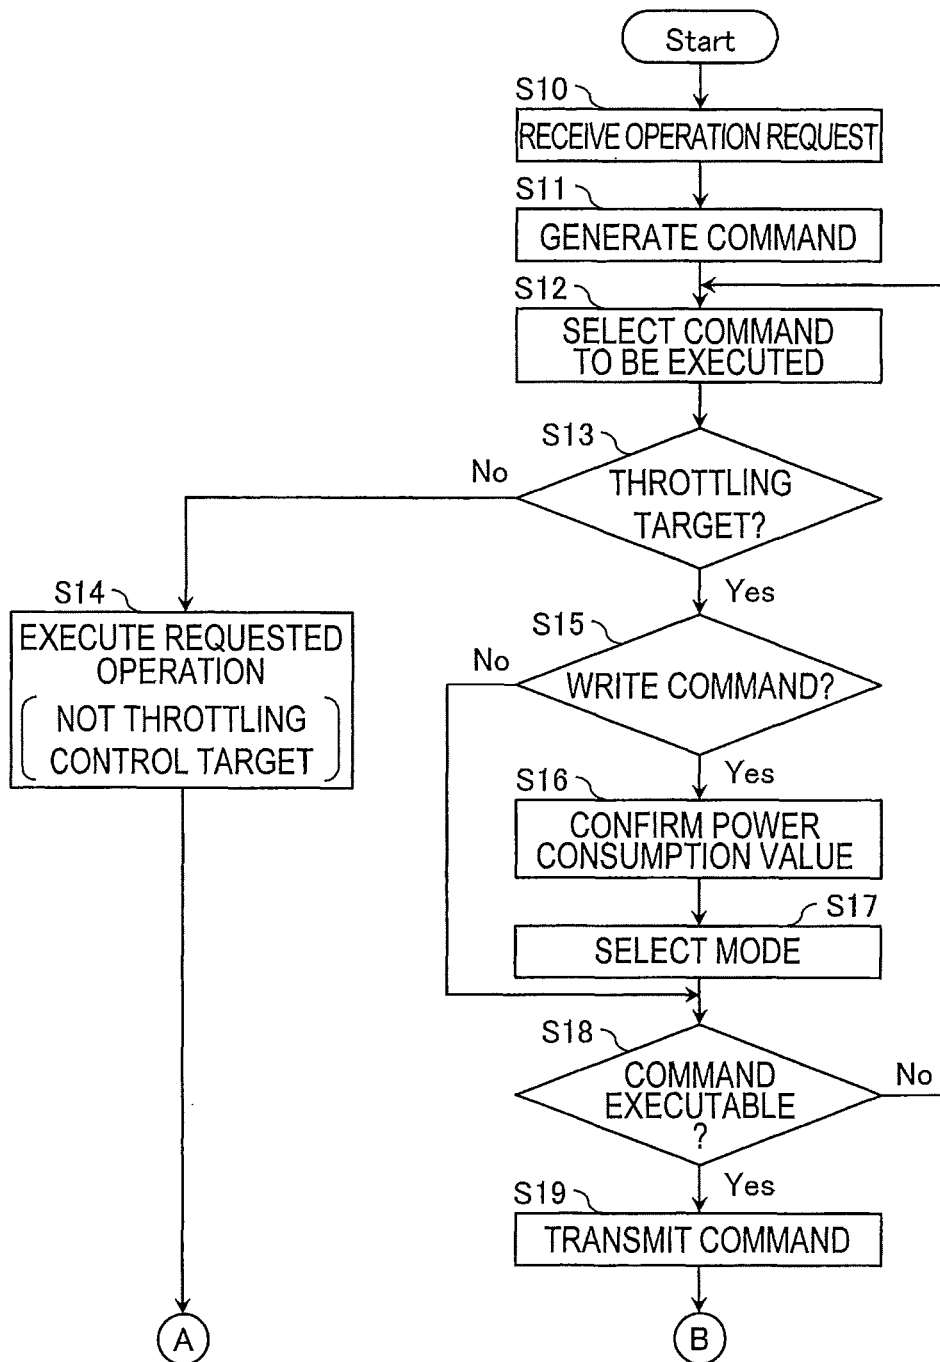 Start
S10
RECEIVE OPERATION REQUEST
S11
GENERATE COMMAND
S12
SELECT COMMAND
TO BE EXECUTED
S13
No
THROTTLING
TARGET?
Yes
S14
EXECUTE REQUESTED
OPERATION
NOT THROTTLING
CONTROL TARGET
S15
No
WRITE COMMAND?
Yes
S16
CONFIRM POWER
CONSUMPTION VALUE
S17
SELECT MODE
S18
COMMAND
EXECUTABLE
?
No
Yes
S19
TRANSMIT COMMAND
A
B